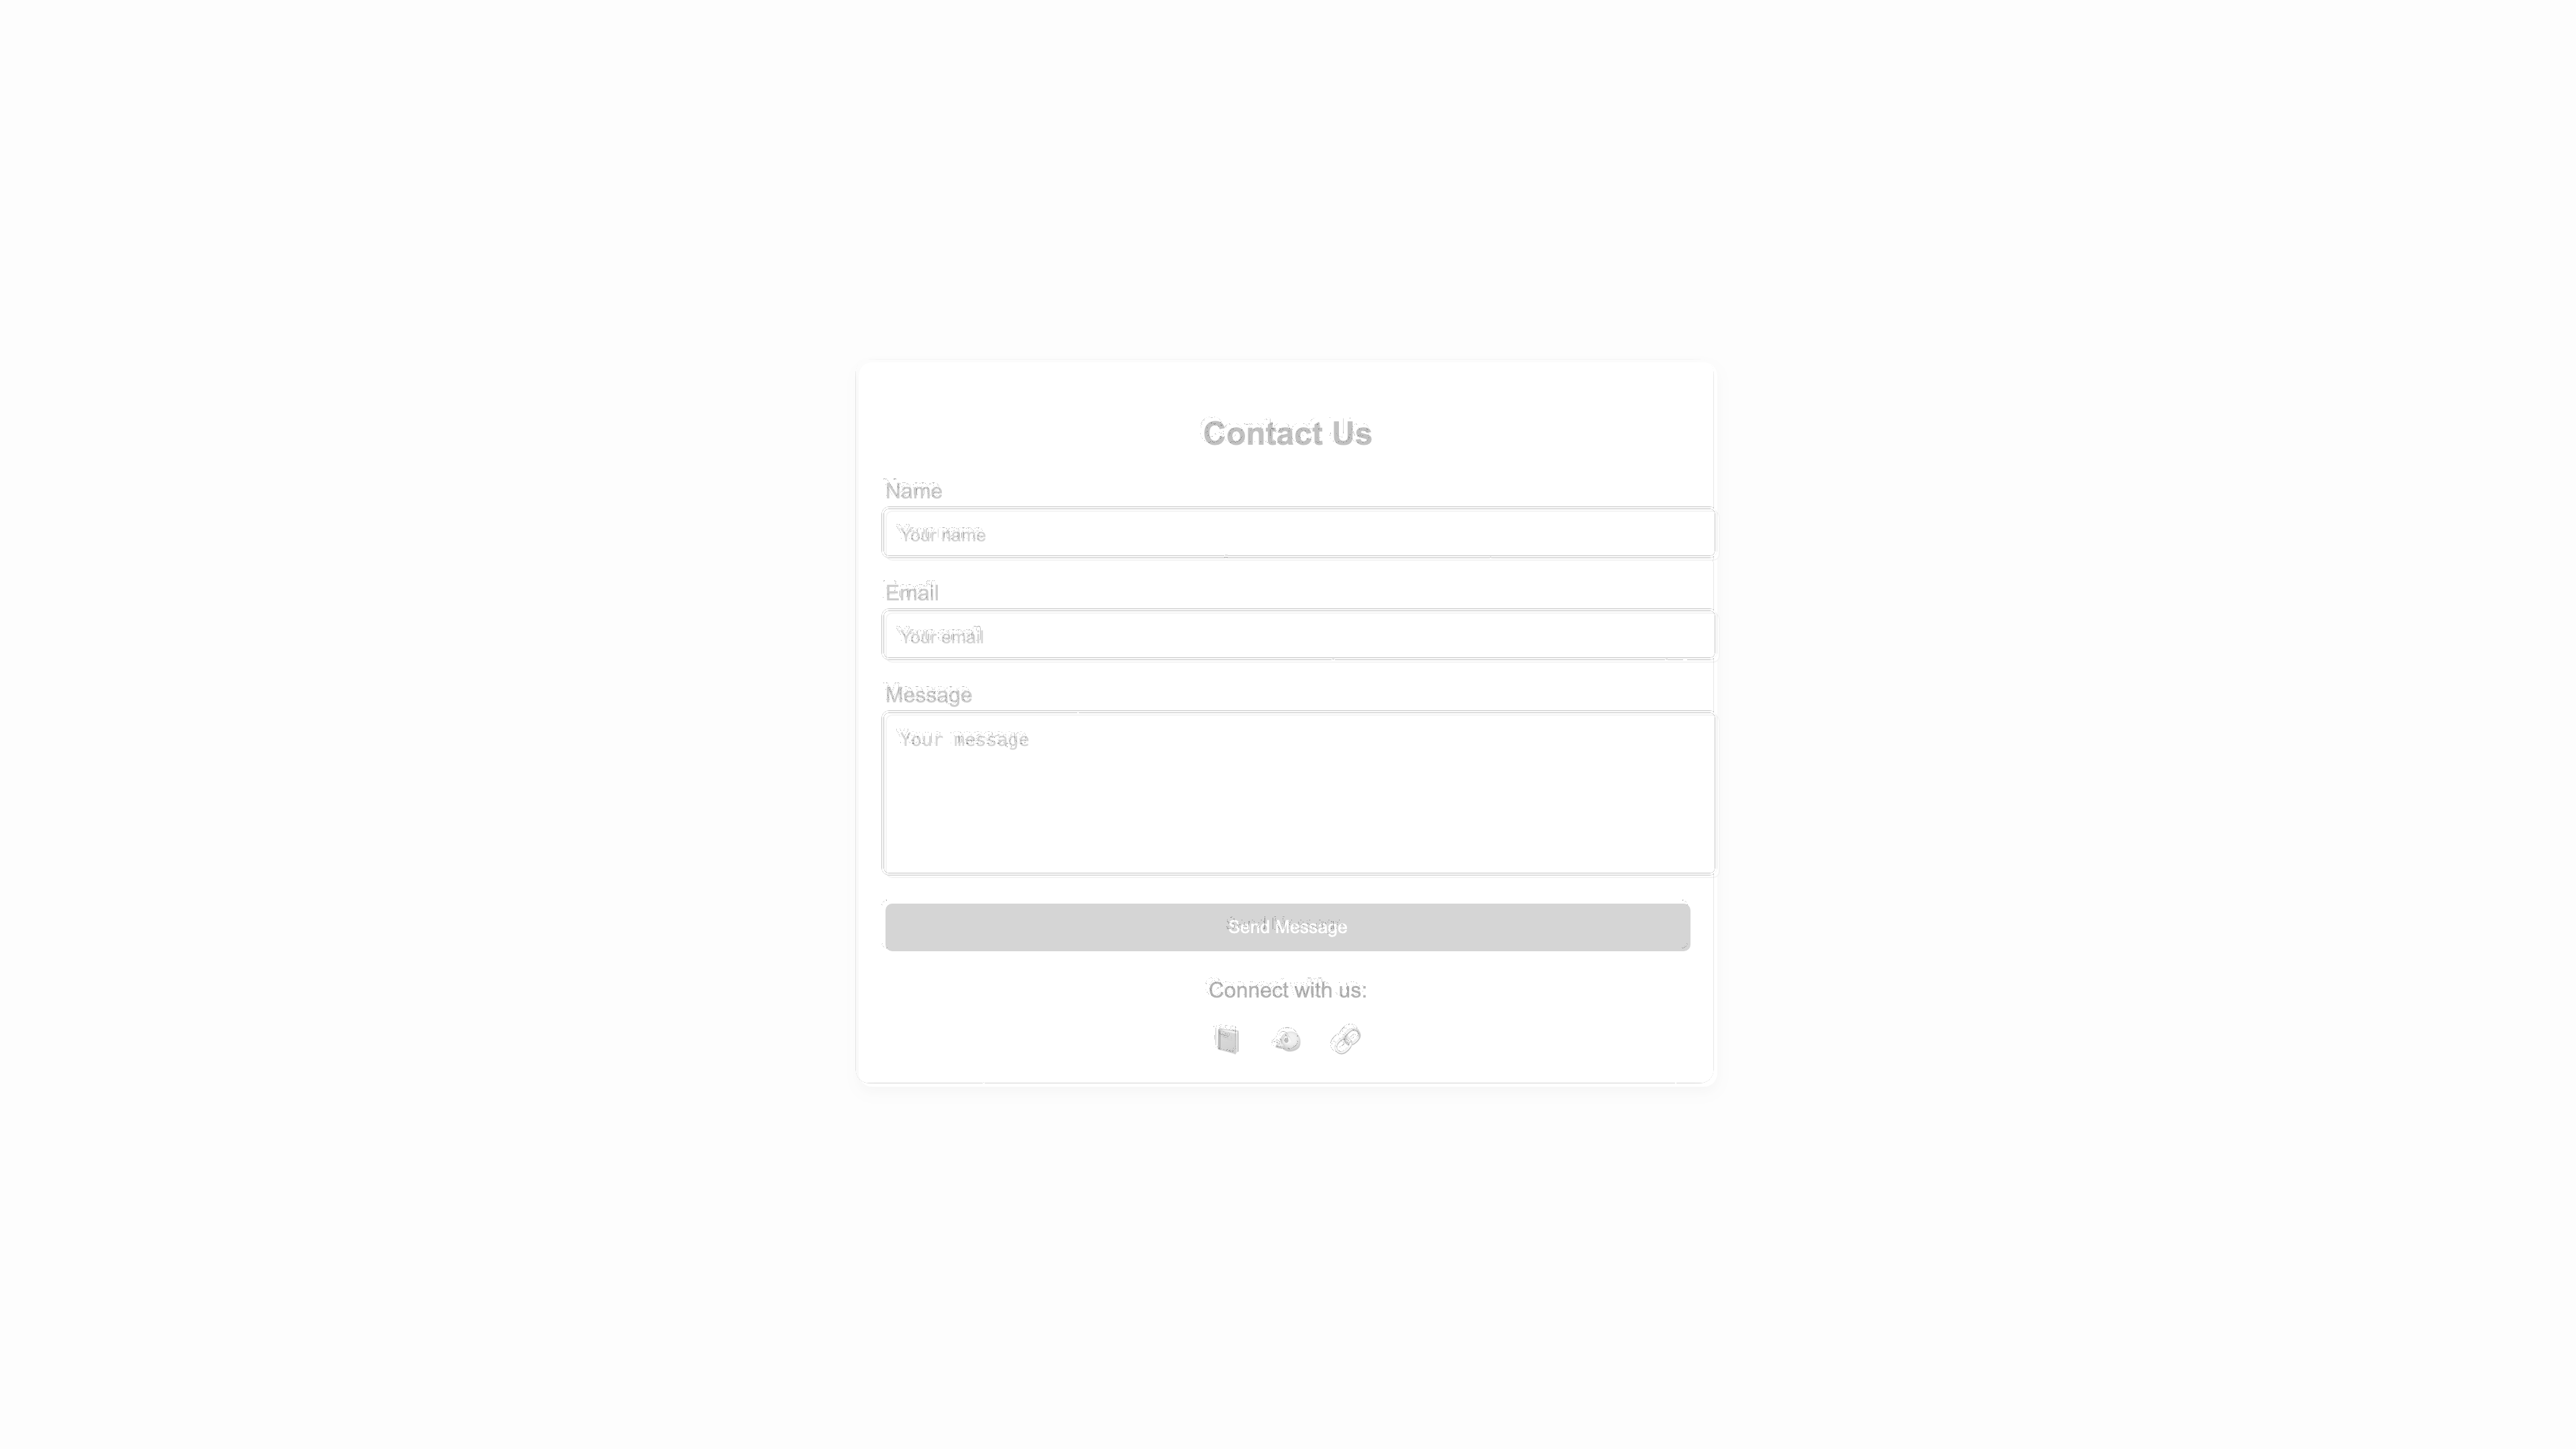 Contact Us
Name
Your name
Email
Your email
Message
Your message
Send Message
Connect with us: